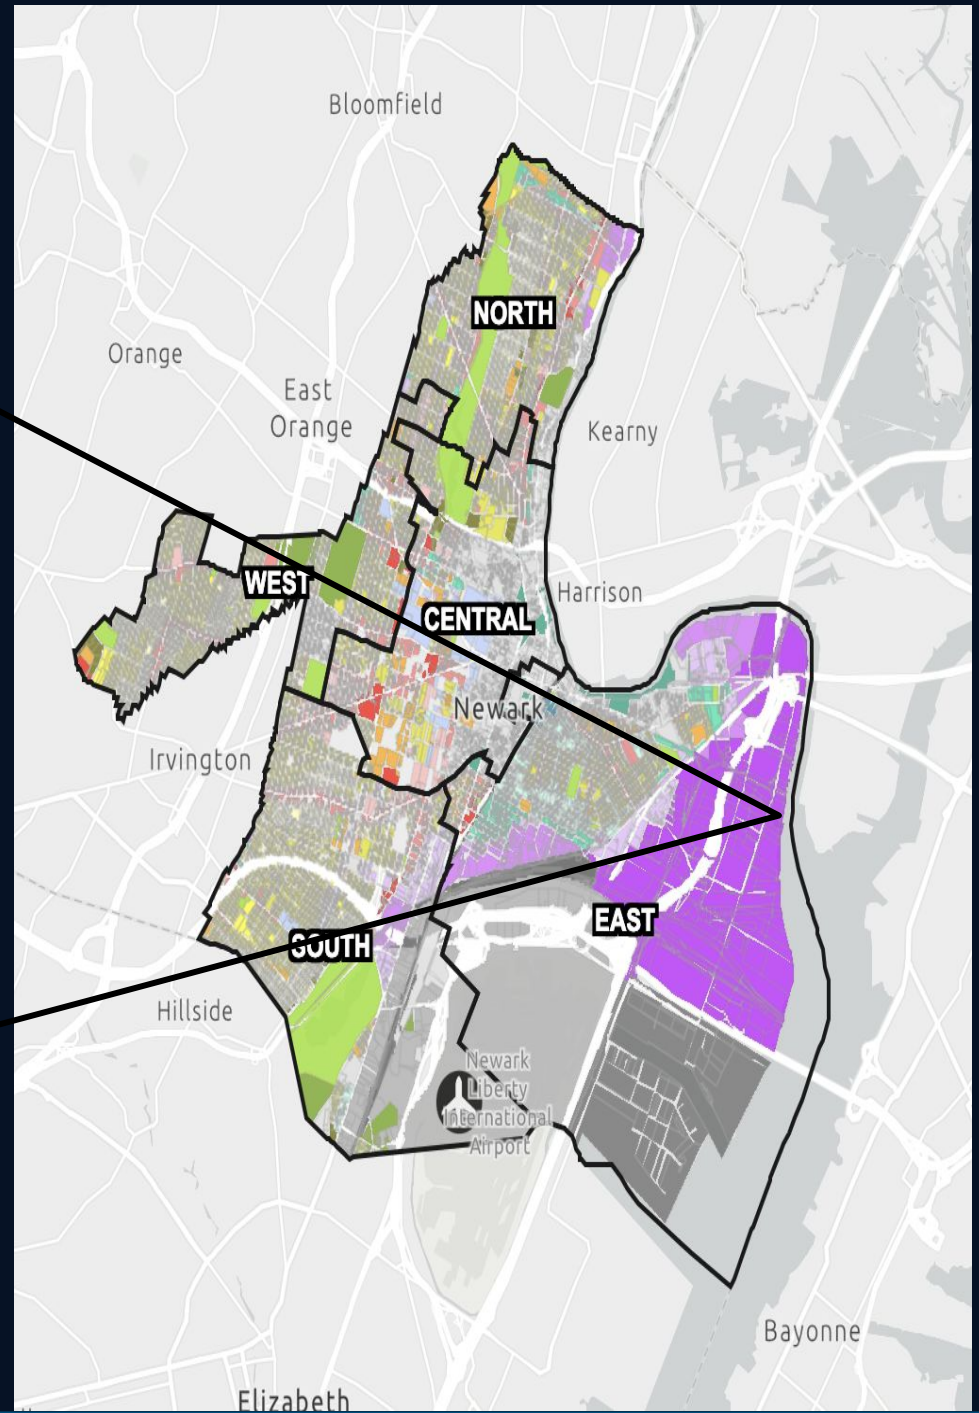 Bloomfield
NORTH
Orange
East
Orange
Kearny
WEST
Harrison
CENTRAL
Newark
Irvington
EAST
SOUTH
Hillside
Newark
Liberty
International
Airport
Bayonne
Elizabeth